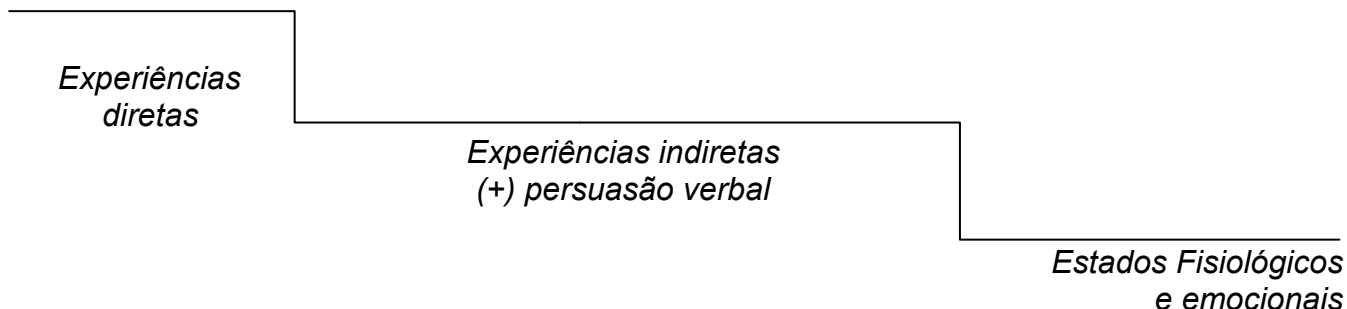 Experiências
diretas
Experiências indiretas
(+) persuasão verbal
Estados Fisiológicos
e emocionais